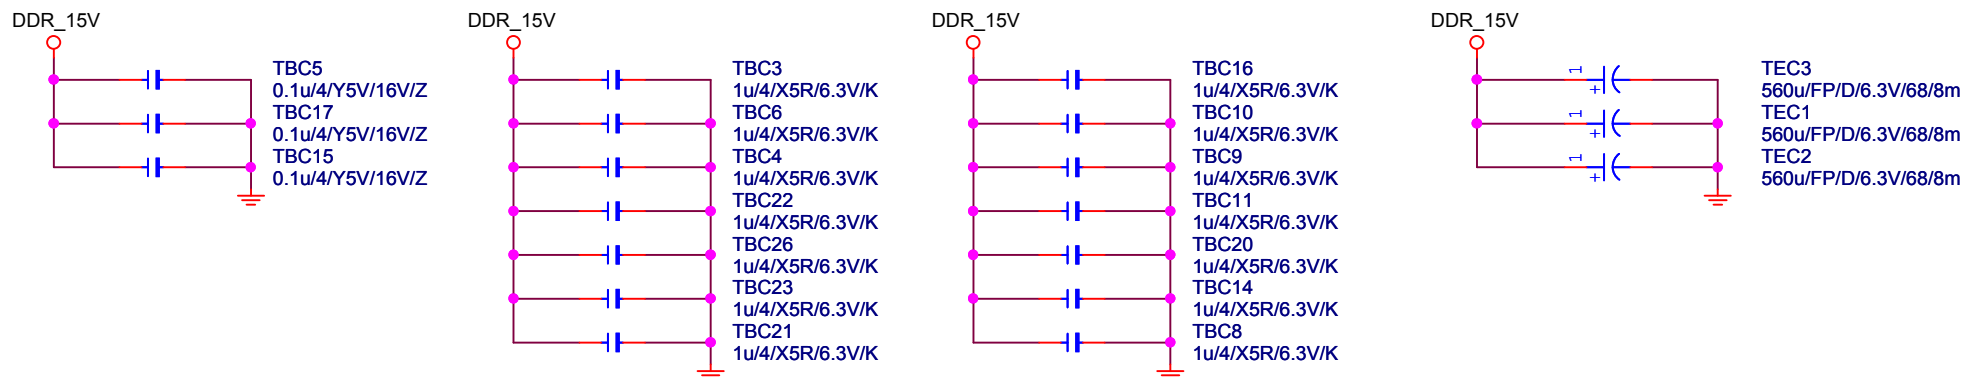 DDR_15V
TBC5
0.1u/4/Y5V/16V/Z
TBC17
0.1u/4/Y5V/16V/Z
TBC15
0.1u/4/Y5V/16V/Z
DDR_15V
TBC3
1u/4/X5R/6.3V/K
TBC6
1u/4/X5R/6.3V/K
TBC4
1u/4/X5R/6.3V/K
TBC22
1u/4/X5R/6.3V/K
TBC26
1u/4/X5R/6.3V/K
TBC23
1u/4/X5R/6.3V/K
TBC21
1u/4/X5R/6.3V/K
DDR_15V
TBC16
1u/4/X5R/6.3V/K
TBC10
1u/4/X5R/6.3V/K
TBC9
1u/4/X5R/6.3V/K
TBC11
1u/4/X5R/6.3V/K
TBC20
1u/4/X5R/6.3V/K
TBC14
1u/4/X5R/6.3V/K
TBC8
1u/4/X5R/6.3V/K
DDR_15V
1
+
TEC3
560u/FP/D/6.3V/68/8m
1
+
TEC1
560u/FP/D/6.3V/68/8m
1
+
TEC2
560u/FP/D/6.3V/68/8m